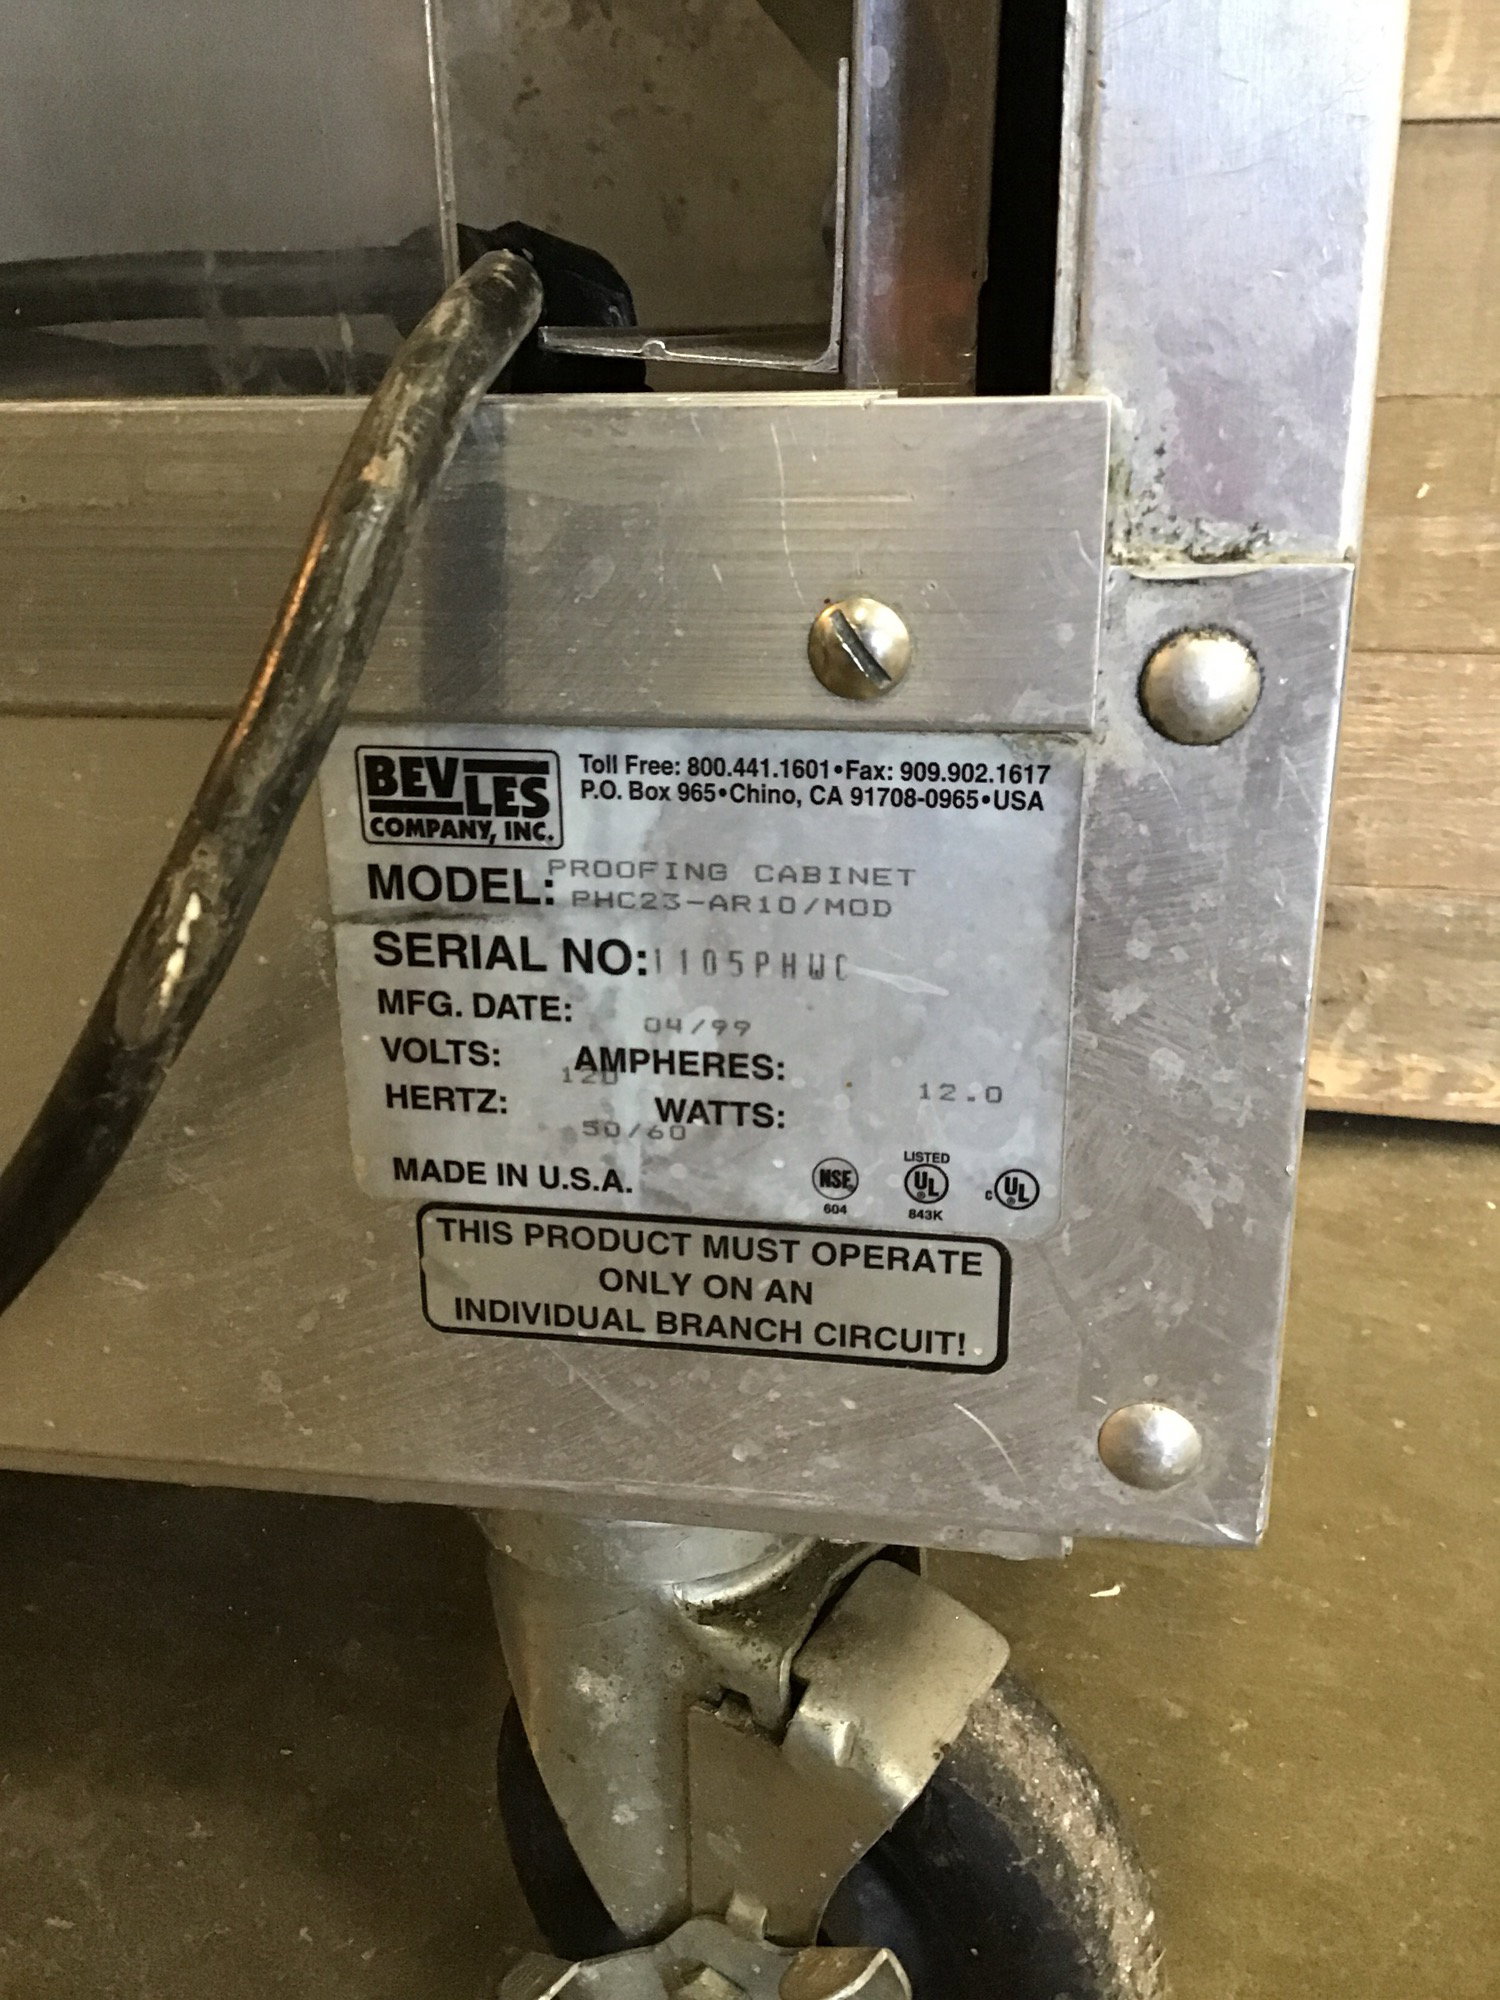 BEVLES
COMPANY, INC.
Toll Free: 800.441.1601•Fax: 909.902.1617
P.O. Box 965•Chino, CA 91708-0965•USA
MODEL: PROOFING CABINET
PHC23-AR10/MOD
SERIAL NO: 1105PHWC
MFG. DATE: 04/99
VOLTS: 120 AMPHERES: 12.0
HERTZ: 50/60 WATTS:
MADE IN U.S.A.
NSF
604
LISTED
UL
843K
c UL
THIS PRODUCT MUST OPERATE
ONLY ON AN
INDIVIDUAL BRANCH CIRCUIT!